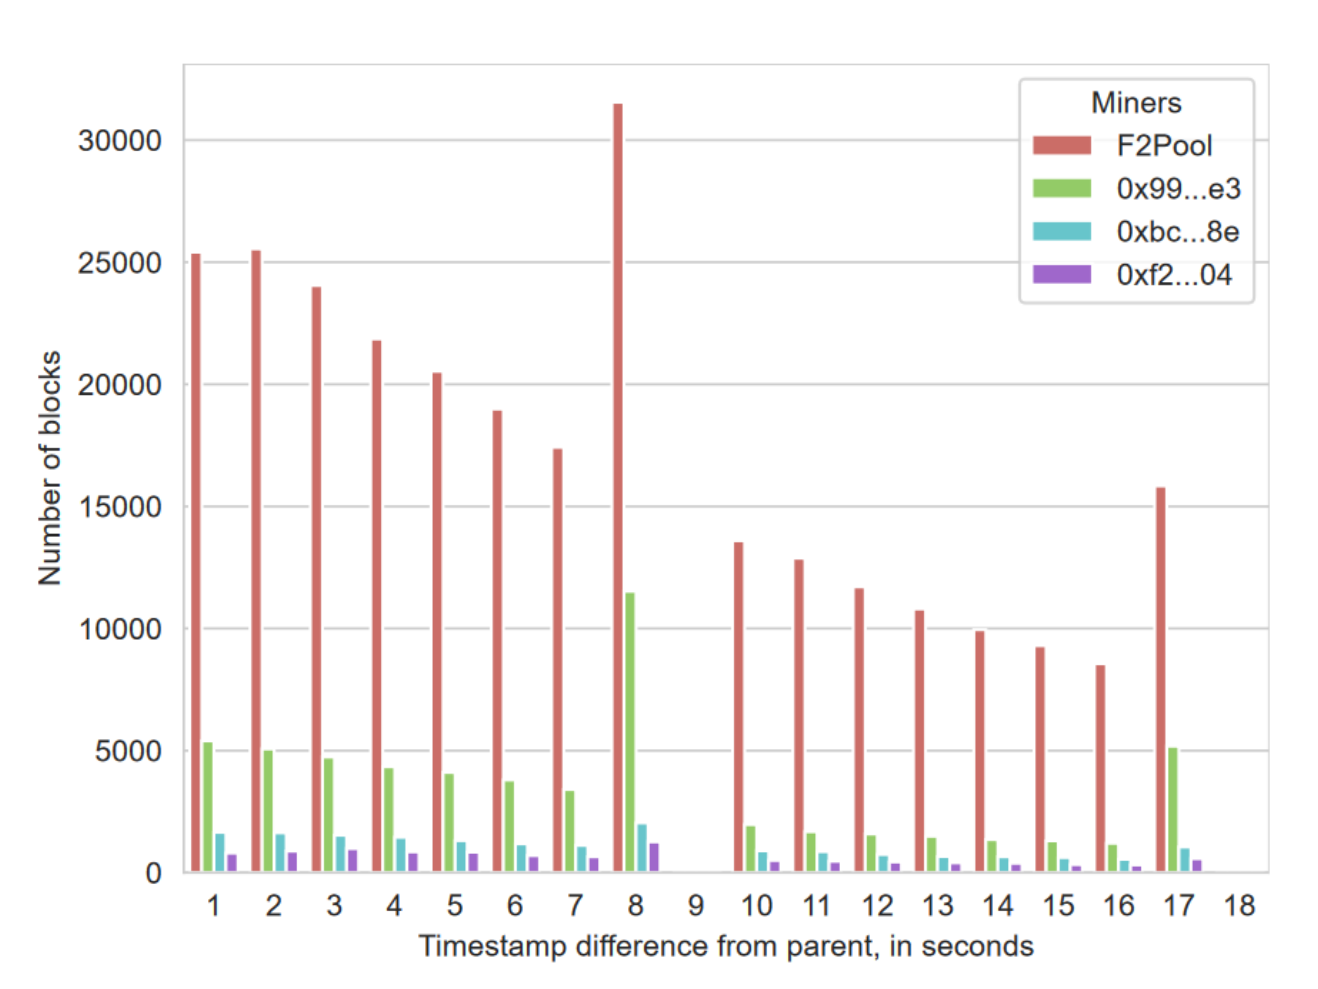 Miners
F2Pool
0x99...e3
0xbc...8e
0xf2...04
Number of blocks
30000
25000
20000
15000
10000
5000
0
1 2 3 4 5 6 7 8 9 10 11 12 13 14 15 16 17 18
Timestamp difference from parent, in seconds